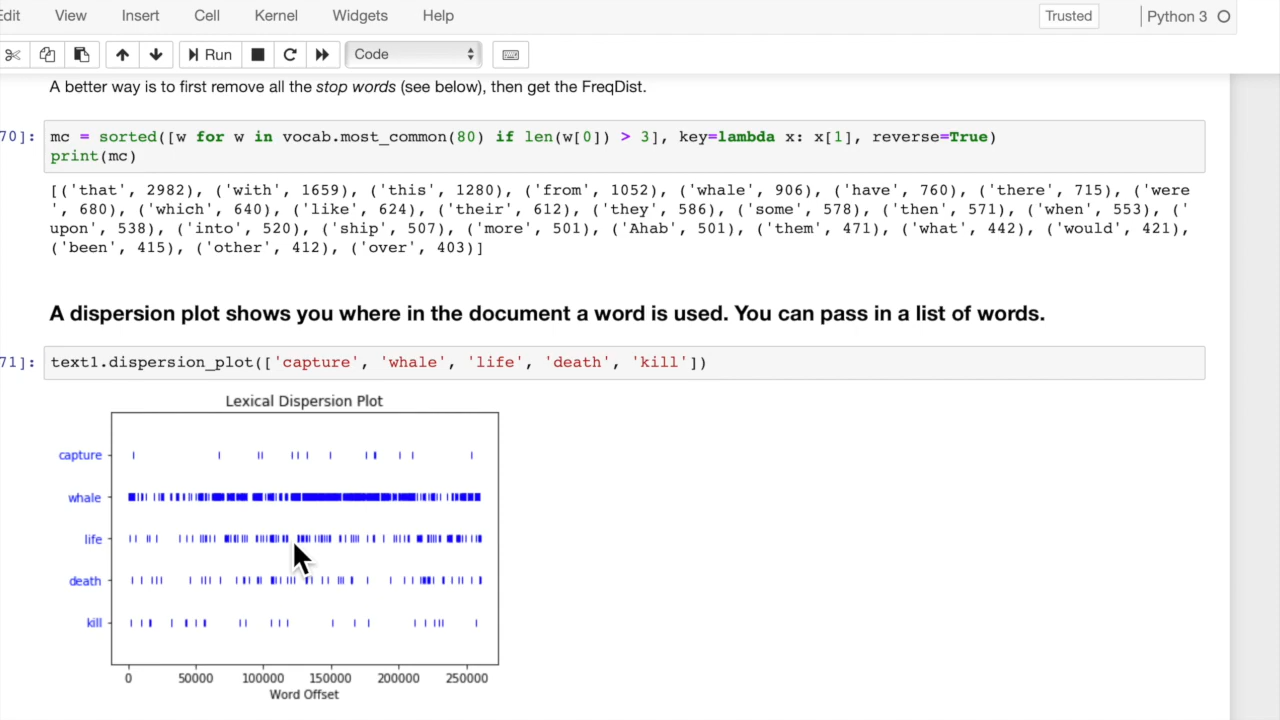 Edit View Insert Cell Kernel Widgets Help Trusted Python 3
Run Code
A better way is to first remove all the stop words (see below), then get the FreqDist.
70]: mc = sorted([w for w in vocab.most_common(80) if len(w[0]) > 3], key=lambda x: x[1], reverse=True)
print(mc)
[('that', 2982), ('with', 1659), ('this', 1280), ('from', 1052), ('whale', 906), ('have', 760), ('there', 715), ('were
', 680), ('which', 640), ('like', 624), ('their', 612), ('they', 586), ('some', 578), ('then', 571), ('when', 553), ('
upon', 538), ('into', 520), ('ship', 507), ('more', 501), ('Ahab', 501), ('them', 471), ('what', 442), ('would', 421),
('been', 415), ('other', 412), ('over', 403)]
A dispersion plot shows you where in the document a word is used. You can pass in a list of words.
71]: text1.dispersion_plot(['capture', 'whale', 'life', 'death', 'kill'])
Lexical Dispersion Plot
capture
whale
life
death
kill
0 50000 100000 150000 200000 250000
Word Offset